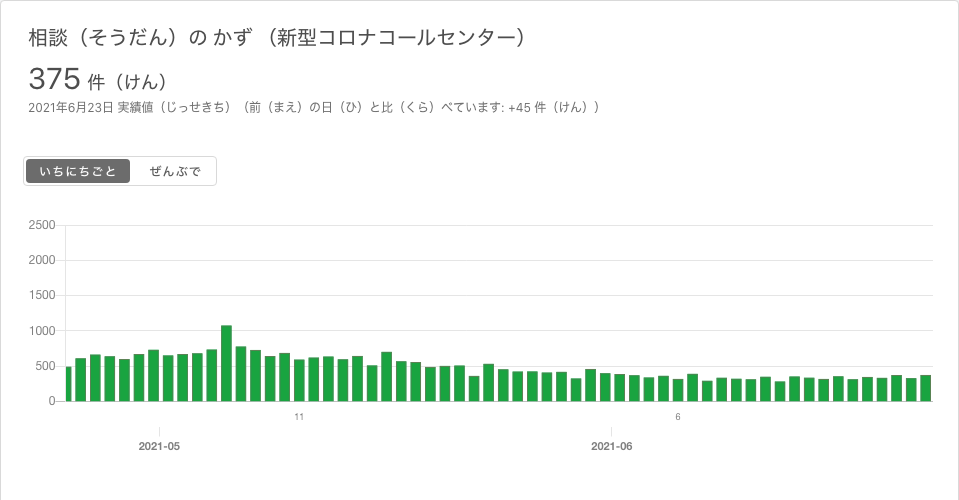 相談（そうだん）の かず （新型コロナコールセンター）
375 件（けん）
2021年6月23日 実績値（じっせきち）（前（まえ）の日（ひ）と比（くら）べています: +45 件（けん））
いちにちごと ぜんぶで
2500
2000
1500
1000
500
0
11 6
2021-05 2021-06